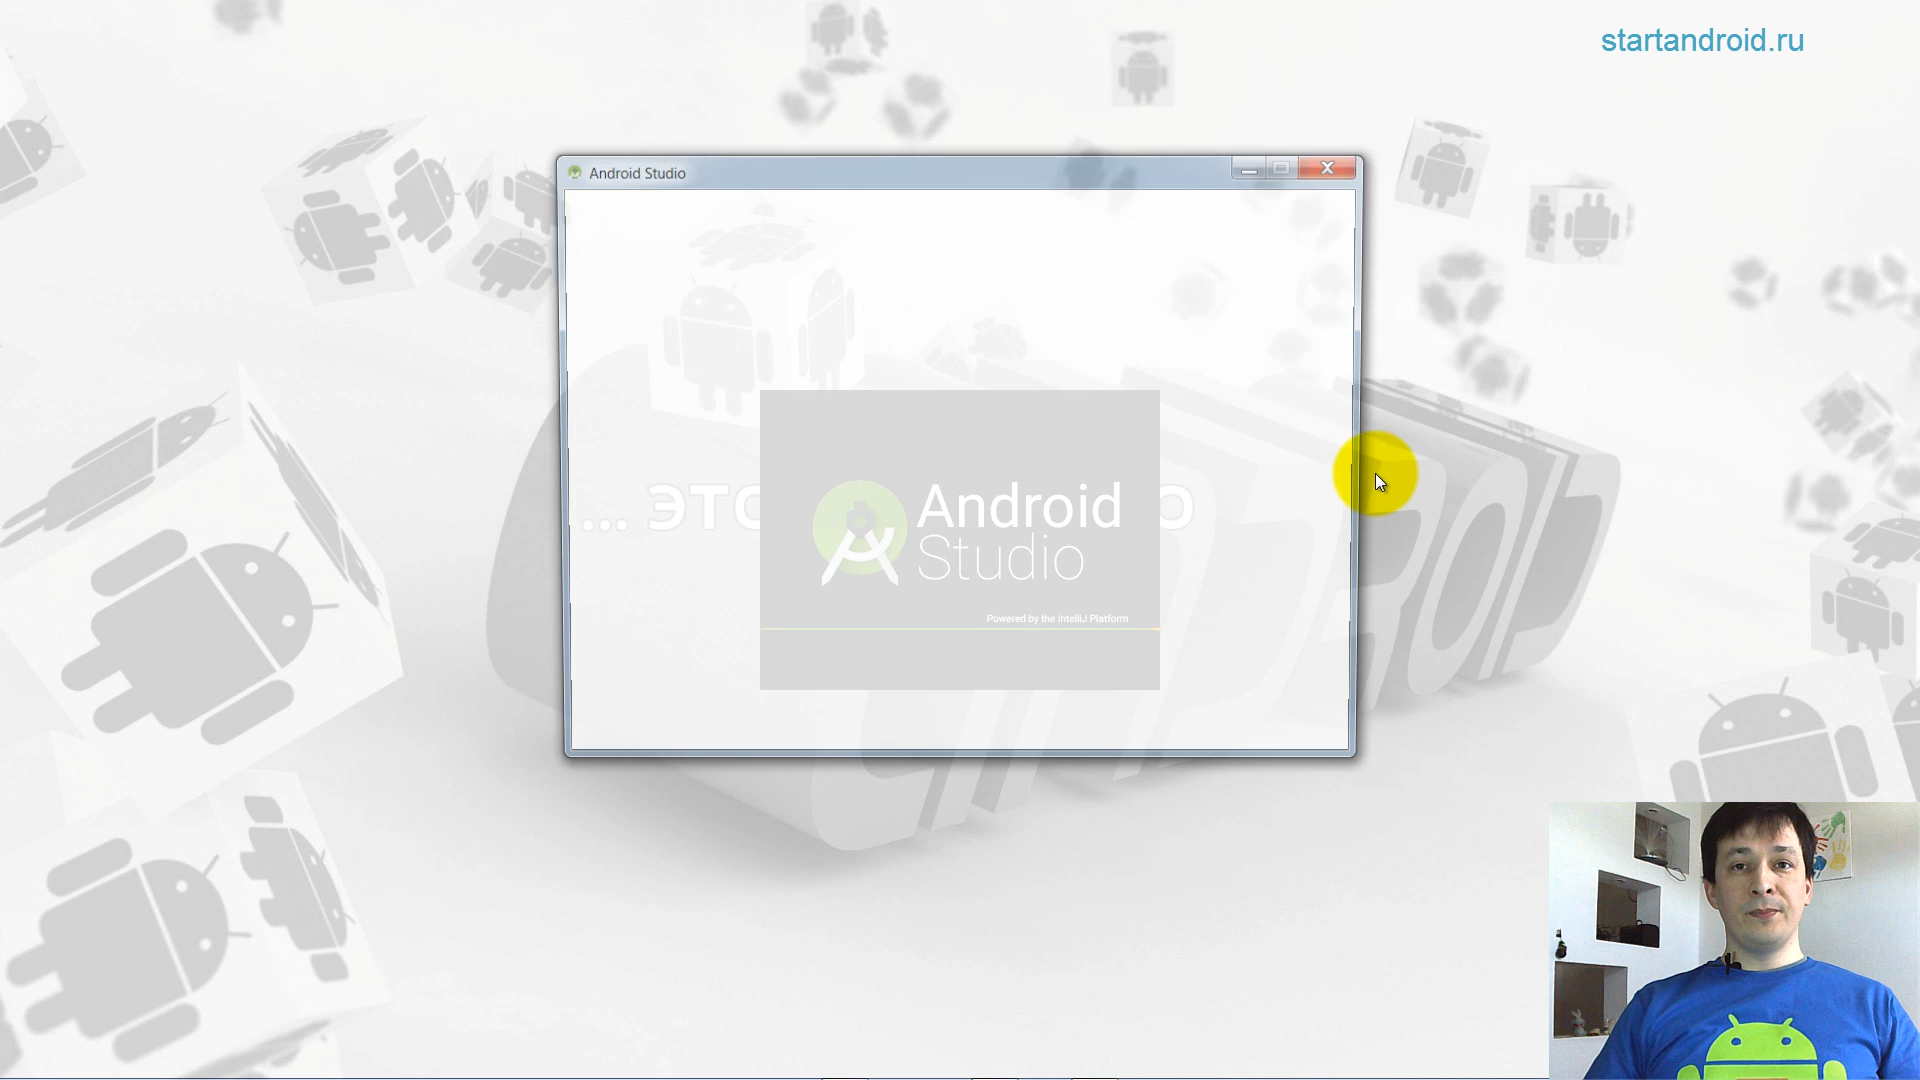 startandroid.ru
Android Studio
... ЭТО
Android
Studio
Powered by the IntelliJ Platform